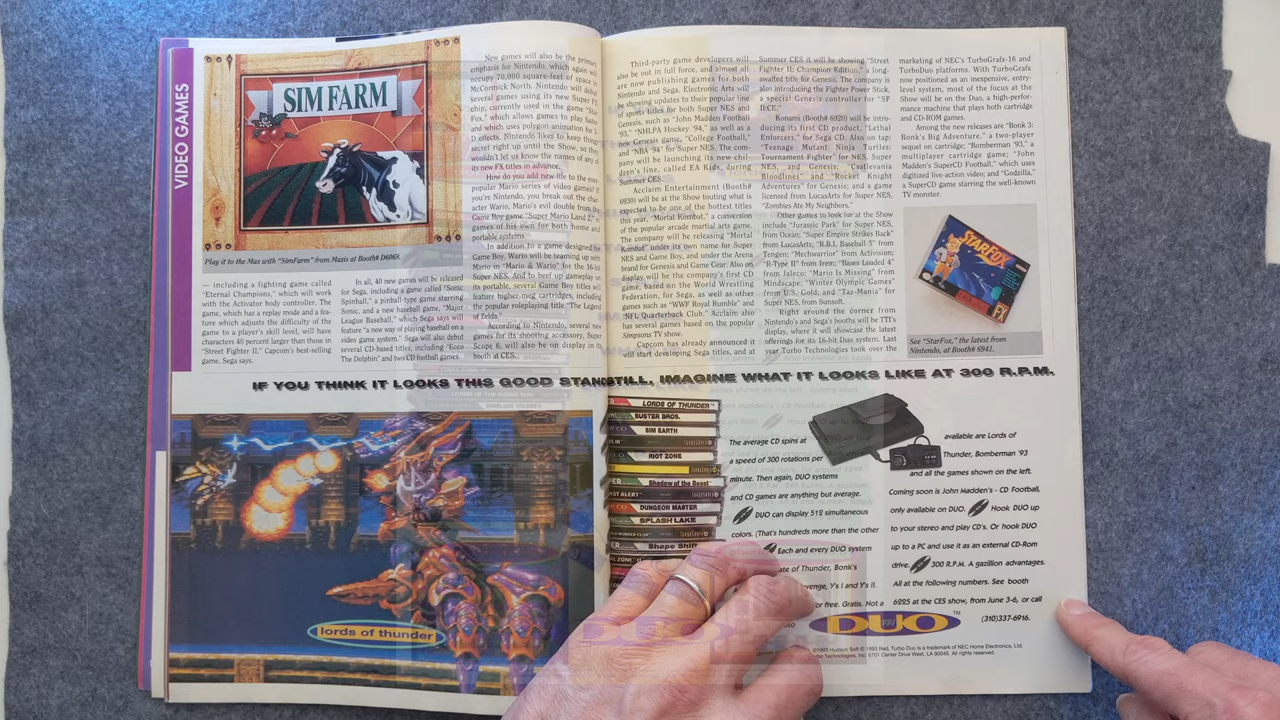 VIDEO GAMES
SIM FARM
Play it to the Max with "SimFarm" from Maxis at Booth# D6068.
— including a fighting game called
"Eternal Champions," which will work
with the Activator body controller. The
game, which has a replay mode and a fea-
ture which adjusts the difficulty of the
game to a player's skill level, will have
characters 40 percent larger than those in
"Street Fighter II," Capcom's best-selling
game, Sega says.
In all, 40 new games will be released
for Sega, including a game called "Sonic
Spinball," a pinball-type game starring
Sonic, and a new baseball game, "Major
League Baseball," which Sega says will
feature "a new way of playing baseball on a
video game system." Sega will also debut
several CD-based titles, including "Ecco
The Dolphin" and two CD football games.
New games will also be the primary
emphasis for Nintendo, which again will
occupy 70,000 square-feet of space in
McCormick North. Nintendo will debut
several games using its new Super FX
chip, currently used in the game "Star
Fox," which allows games to play faster
and which uses polygon animation for 3-
D effects. Nintendo likes to keep things
secret right up until the Show, so they
wouldn't let us know the names of any of
its new FX titles in advance.
How do you add new life to the ever-
popular Mario series of video games? If
you're Nintendo, you break out the char-
acter Wario, Mario's evil double from the
Game Boy game "Super Mario Land 2," in
games of his own for both home and
portable systems.
In addition to a game designed for
Game Boy, Wario will be teaming up with
Mario in "Mario & Wario" for the 16-bit
Super NES. And to beef up gameplay on
its portable, several Game Boy titles will
feature higher-meg cartridges, including
the popular roleplaying title "The Legend
of Zelda."
According to Nintendo, several new
games for its shooting accessory, Super
Scope 6, will also be on display in its
booth at CES.
Third-party game developers will
also be out in full force, and almost all
are now publishing games for both
Nintendo and Sega. Electronic Arts will
be showing updates to their popular line
of sports titles for both Super NES and
Genesis, such as "John Madden Football
'93," "NHLPA Hockey '94," as well as a
new Genesis game, "College Football,"
and "NBA '94" for Super NES. The com-
pany will be launching its new chil-
dren's line, called EA Kids, during
Summer CES.
Acclaim Entertainment (Booth#
6930) will be at the Show touting what is
expected to be one of the hottest titles
this year, "Mortal Kombat," a conversion
of the popular arcade martial arts game.
The company will be releasing "Mortal
Kombat" under its own name for Super
NES and Game Boy, and under the Arena
brand for Genesis and Game Gear. Also on
display will be the company's first CD
game, based on the World Wrestling
Federation, for Sega, as well as other
games such as "WWF Royal Rumble" and
"NFL Quarterback Club." Acclaim also
has several games based on the popular
Simpsons TV show.
Capcom has already announced it
will start developing Sega titles, and at
Summer CES it will be showing "Street
Fighter II: Champion Edition," a long-
awaited title for Genesis. The company is
also introducing the Fighter Power Stick,
a special Genesis controller for "SF
II:CE."
Konami (Booth# 6920) will be intro-
ducing its first CD product, "Lethal
Enforcers," for Sega CD. Also on tap:
"Teenage Mutant Ninja Turtles:
Tournament Fighter" for NES, Super
NES, and Genesis; "Castlevania
Bloodlines" and "Rocket Knight
Adventures" for Genesis; and a game
licensed from LucasArts for Super NES,
"Zombies Ate My Neighbors."
Other games to look for at the Show
include "Jurassic Park" for Super NES,
from Ocean; "Super Empire Strikes Back"
from LucasArts; "R.B.I. Baseball 5" from
Tengen; "Mechwarrior" from Activision;
"R-Type II" from Irem; "Bases Loaded 4"
from Jaleco; "Mario Is Missing" from
Mindscape; "Winter Olympic Games"
from U.S. Gold; and "Taz-Mania" for
Super NES, from Sunsoft.
Right around the corner from
Nintendo's and Sega's booths will be TTI's
display, where it will showcase the latest
offerings for its 16-bit Duo system. Last
year Turbo Technologies took over the
marketing of NEC's TurboGrafx-16 and
TurboDuo platforms. With TurboGrafx
now positioned as an inexpensive, entry-
level system, most of the focus at the
Show will be on the Duo, a high-perfor-
mance machine that plays both cartridge
and CD-ROM games.
Among the new releases are "Bonk 3:
Bonk's Big Adventure," a two-player
sequel on cartridge; "Bomberman '93," a
multiplayer cartridge game; "John
Madden's SuperCD Football," which uses
digitized live-action video; and "Godzilla,"
a SuperCD game starring the well-known
TV monster.
STARFOX
FX
See "StarFox," the latest from
Nintendo, at Booth# 6941.
IF YOU THINK IT LOOKS THIS GOOD STANDSTILL, IMAGINE WHAT IT LOOKS LIKE AT 300 R.P.M.
lords of thunder
LORDS OF THUNDER
BUSTER BROS.
SIM EARTH
RIOT ZONE
Shadow of the Beast
LAST ALERT
DUNGEON MASTER
SPLASH LAKE
Shape Shift
The average CD spins at
a speed of 300 rotations per
minute. Then again, DUO systems
and CD games are anything but average.
DUO can display 512 simultaneous
colors. (That's hundreds more than the other
Each and every DUO system
ate of Thunder, Bonk's
evenge, Y's I and Y's II.
or free. Gratis. Not a
available are Lords of
Thunder, Bomberman '93
and all the games shown on the left.
Coming soon is John Madden's - CD Football,
only available on DUO. Hook DUO up
to your stereo and play CD's. Or hook DUO
up to a PC and use it as an external CD-Rom
drive. 300 R.P.M. A gazillion advantages.
All at the following numbers. See booth
6925 at the CES show, from June 3-6, or call
(310)337-6916.
DUO™
©1993 Hudson Soft © 1993 Red, Turbo Duo is a trademark of NEC Home Electronics, Ltd.
Turbo Technologies, Inc. 6701 Center Drive West, LA 90045. All rights reserved.